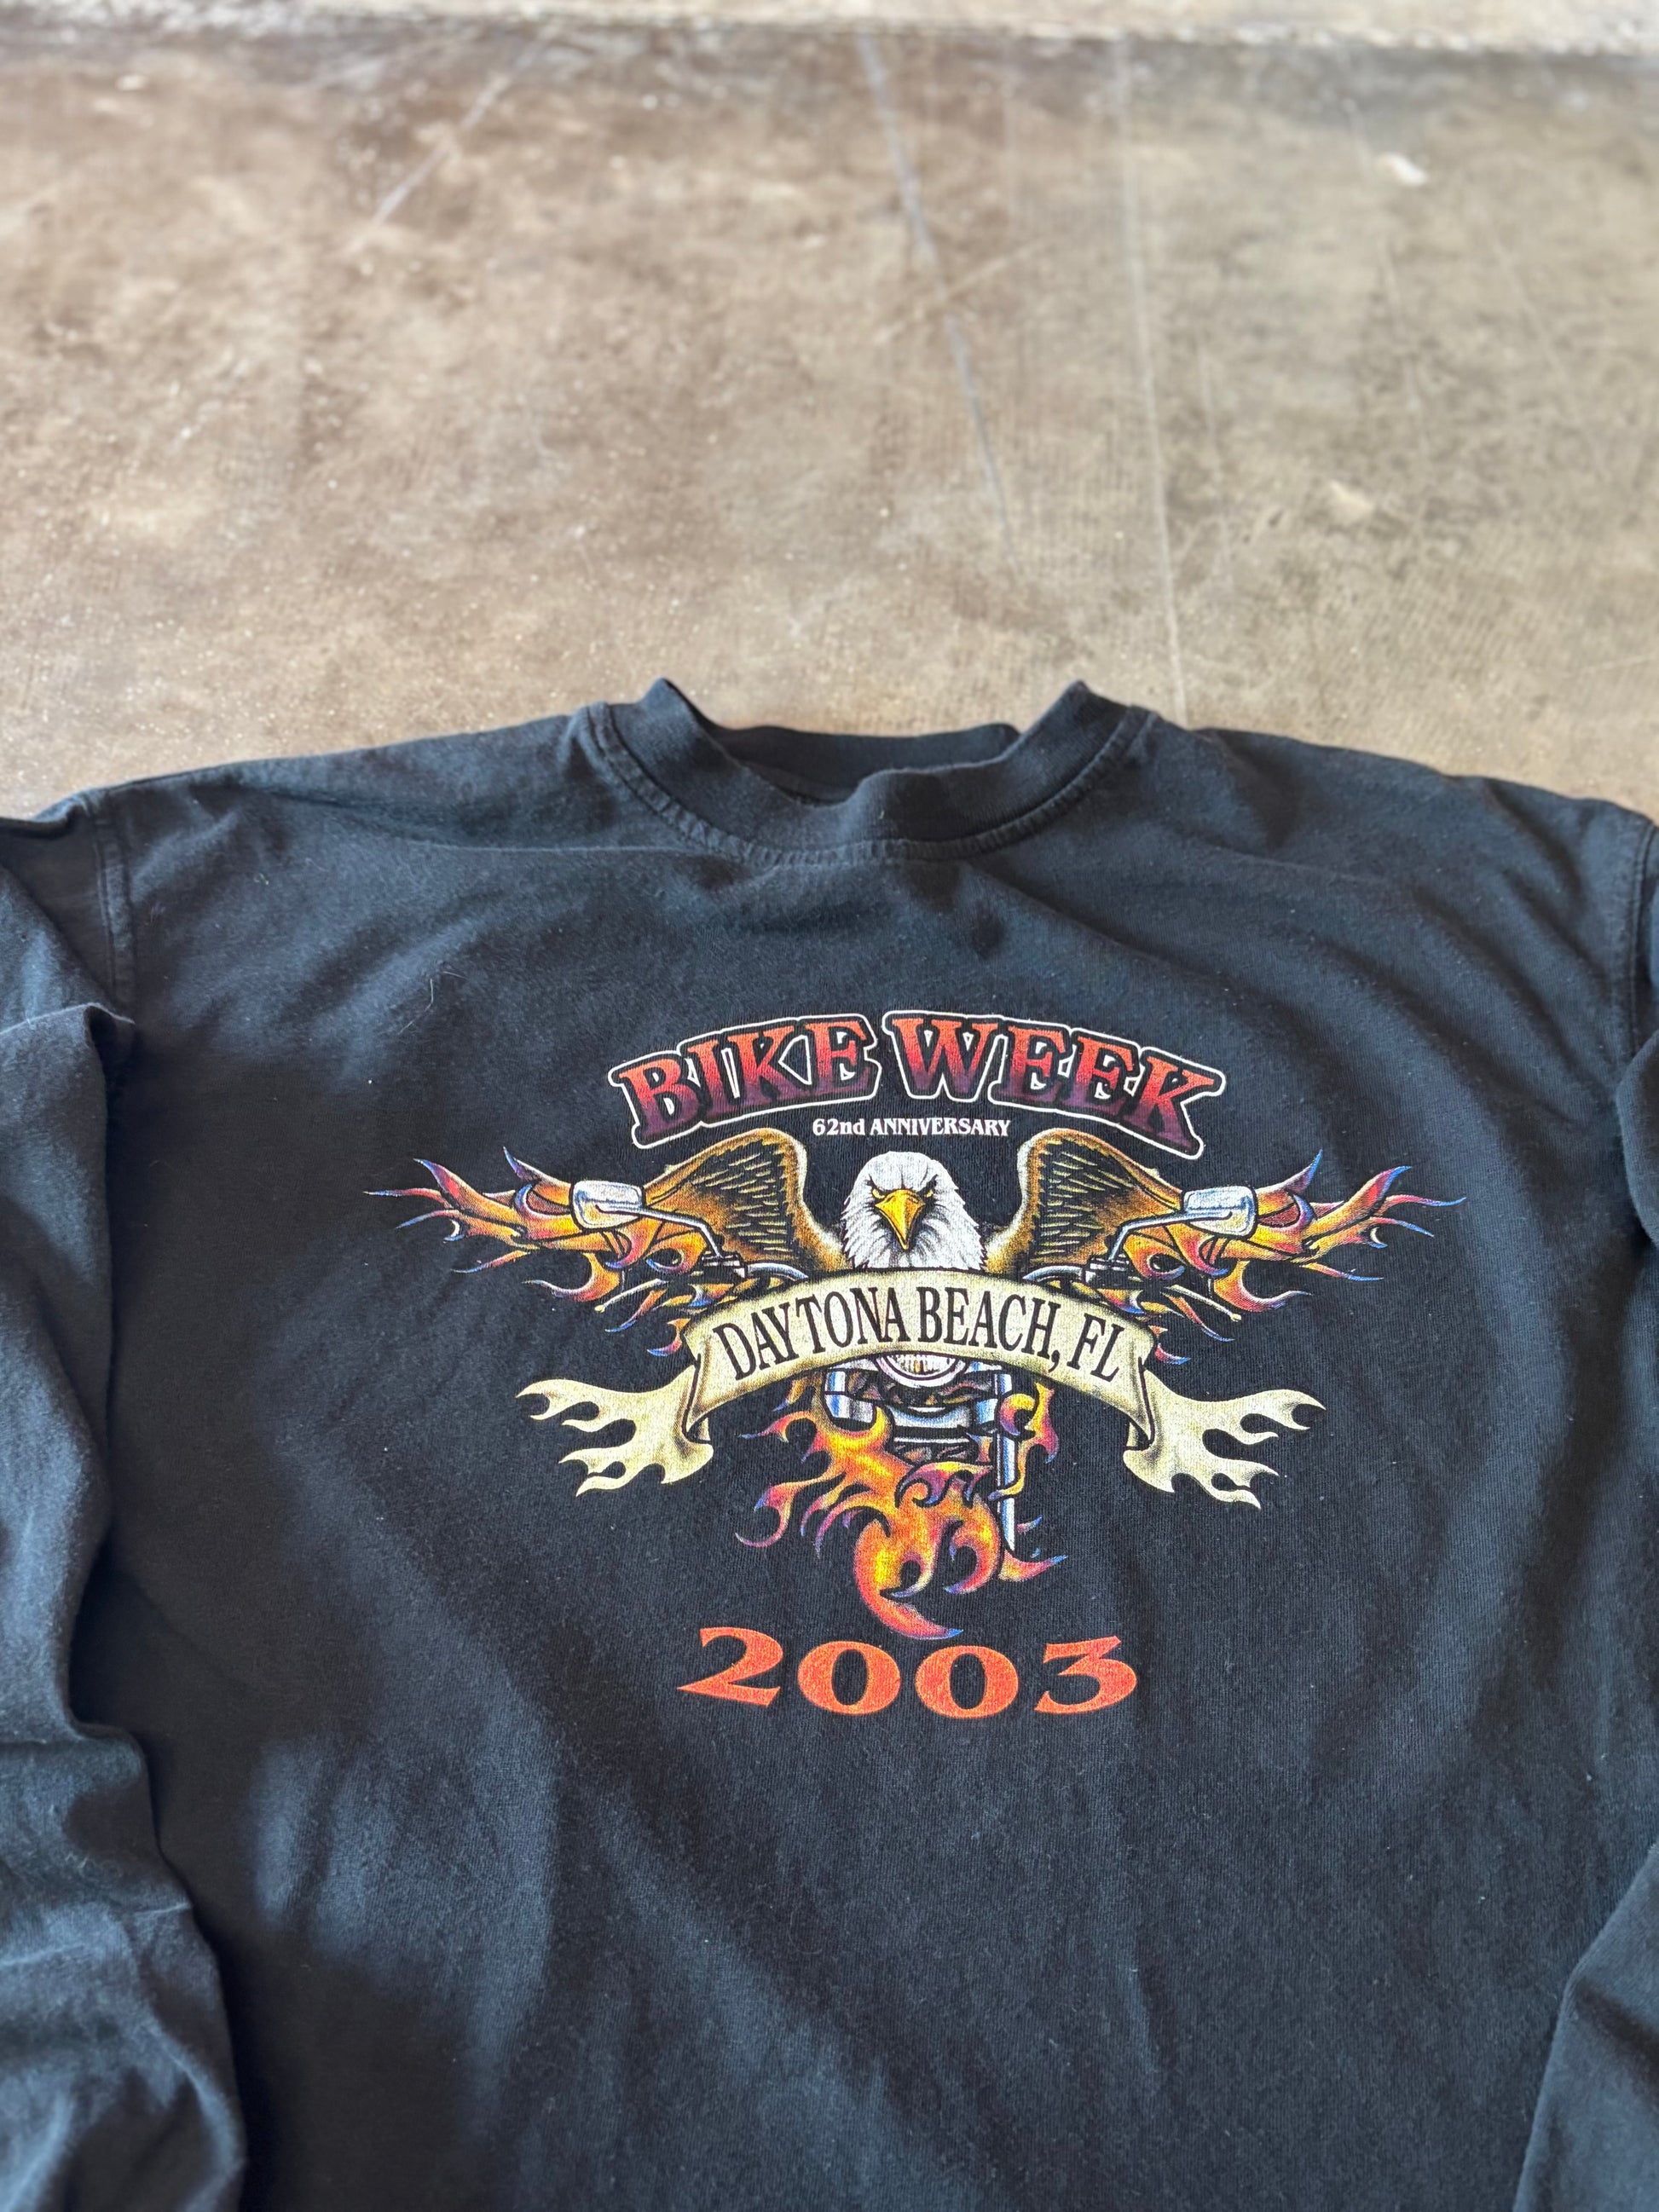 BIKE WEEK
62nd ANNIVERSARY
DAYTONA BEACH, FL
2003